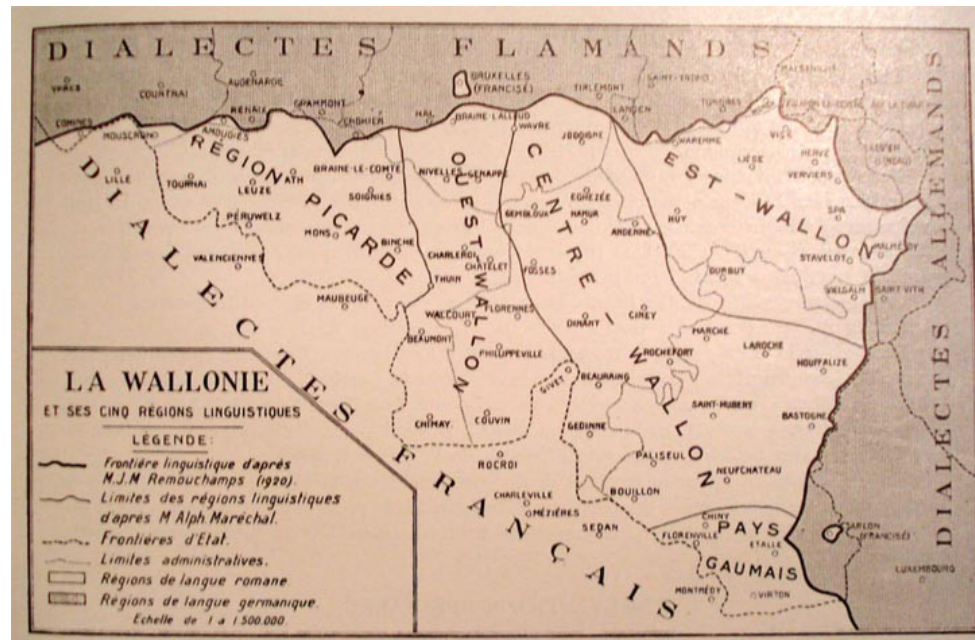 DIALECTES FLAMANDS
YPRES
COURTRAI
AUDENARDE
BRUXELLES
(FRANCISÉ)
TIRLEMONT
SAINT-TROND
COMINES
MOUSCRON
AMOUGIES
RENAIX
GRAMMONT
HAL
BRAINE-L'ALLEUD
WAVRE
JODOIGNE
LANDEN
TONGRES
WAREMME
VISÉ
RÉGION PICARDE
OUEST-WALLON
CENTRE-WALLON
EST-WALLON
LILLE
TOURNAI
LEUZE
ATH
BRAINE-LE-COMTE
SOIGNIES
NIVELLES
GENAPPE
GEMBLOUX
EGHEZÉE
NAMUR
ANDENNE
HUY
LIÈGE
HERVE
VERVIERS
SPA
STAVELOT
MALMEDY
PÉRUWELZ
MONS
BINCHE
VALENCIENNES
MAUBEUGE
CHARLEROI
CHÂTELET
THUIN
FOSSES
FLORENNES
WALCOURT
BEAUMONT
PHILIPPEVILLE
DINANT
CINEY
DURBUY
MARCHE
VIELSALM
SAINT VITH
LAROCHE
HOUFFALIZE
ROCHEFORT
BEAURAING
GIVET
SAINT-HUBERT
BASTOGNE
CHIMAY
COUVIN
GEDINNE
PALISEUL
NEUFCHATEAU
ROCROI
BOUILLON
CHARLEVILLE
MÉZIÈRES
SEDAN
CHINY
FLORENVILLE
PAYS
GAUMAIS
ETALLE
ARLON
(FRANCISÉ)
LUXEMBOURG
MONTMÉDY
VIRTON
DIALECTES FRANÇAIS
DIALECTES ALLEMANDS
LA WALLONIE
ET SES CINQ RÉGIONS LINGUISTIQUES
LÉGENDE:
Frontière linguistique d'après
M.J.M Remouchamps (1920).
Limites des régions linguistiques
d'après M Alph. Maréchal.
Frontières d'État.
Limites administratives.
Régions de langue romane
Régions de langue germanique.
Echelle de 1 a 1 500.000